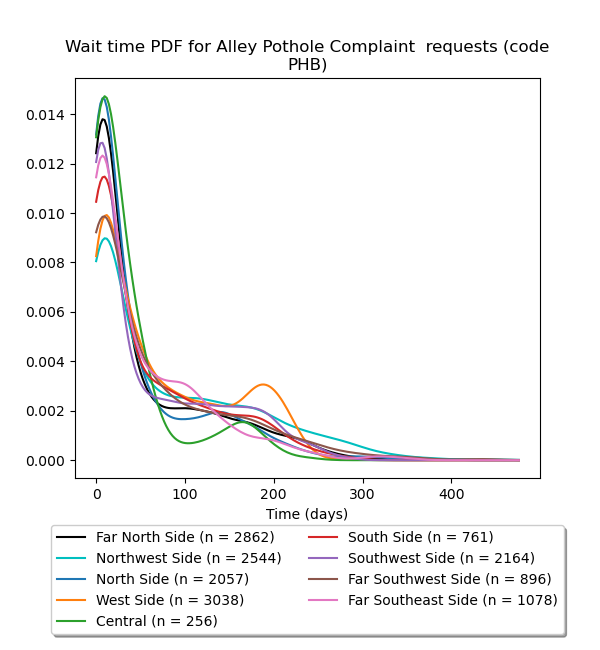 Wait time PDF for Alley Pothole Complaint  requests (code
PHB)
0.014
0.012
0.010
0.008
0.006
0.004
0.002
0.000
0 100 200 300 400
Time (days)
Far North Side (n = 2862)
Northwest Side (n = 2544)
North Side (n = 2057)
West Side (n = 3038)
Central (n = 256)
South Side (n = 761)
Southwest Side (n = 2164)
Far Southwest Side (n = 896)
Far Southeast Side (n = 1078)